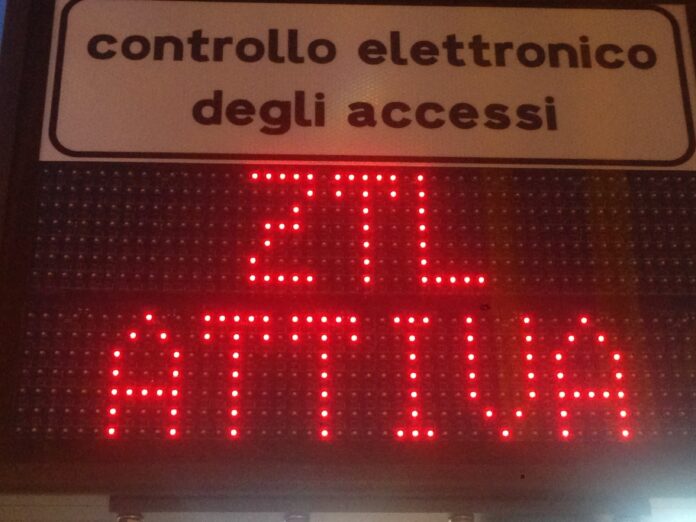 controllo elettronico
degli accessi
ZTL
ATTIVA